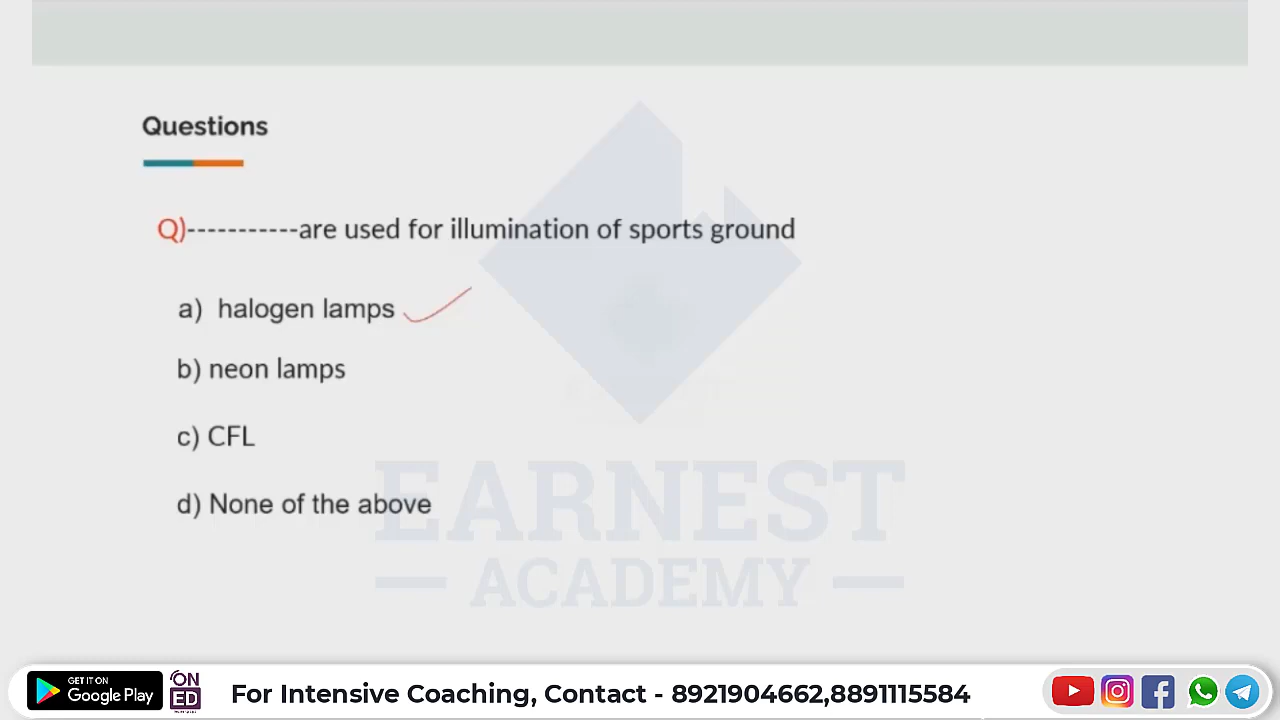 Questions
Q)-----------are used for illumination of sports ground
a) halogen lamps
b) neon lamps
c) CFL
d) None of the above
EARNEST
ACADEMY
GET IT ON
Google Play
ON
ED
For Intensive Coaching, Contact - 8921904662,8891115584